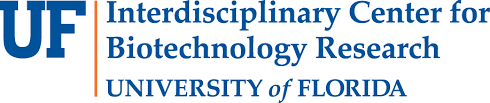 UF
Interdisciplinary Center for
Biotechnology Research
UNIVERSITY of FLORIDA